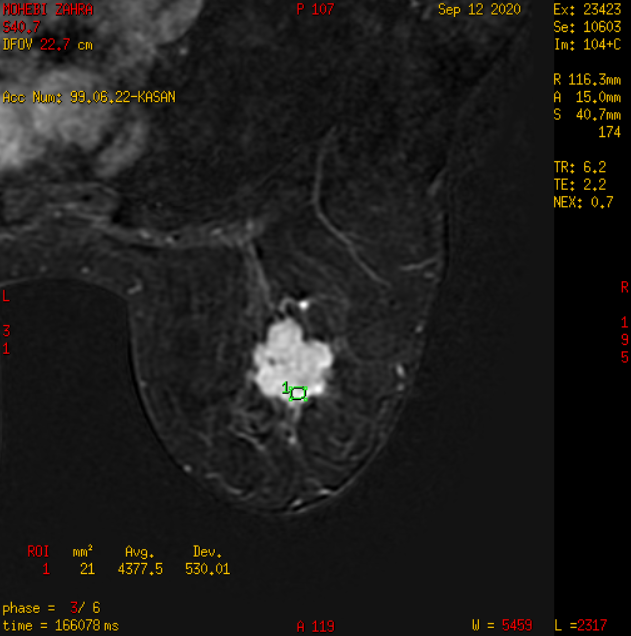 MOHEBI ZAHRA
540.7
DFOV 22.7 cm
Acc Num: 99.06.22-KASAN
P 107
Sep 12 2020
Ex: 23423
Se: 10603
Im: 104+C
R 116.3mm
A 15.0mm
S 40.7mm
174
TR: 6.2
TE: 2.2
NEX: 0.7
L
3
1
R
1
9
5
1
ROI mm² Avg. Dev.
1 21 4377.5 530.01
phase = 3/ 6
time = 166078 ms
A 119
W = 5459
L =2317